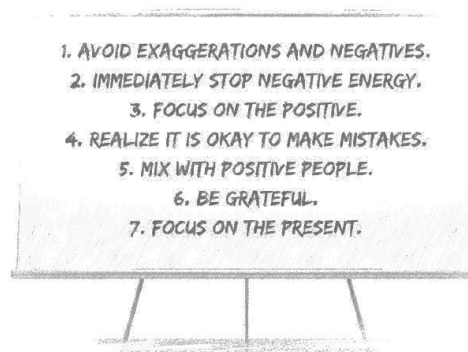 1. AVOID EXAGGERATIONS AND NEGATIVES.
2. IMMEDIATELY STOP NEGATIVE ENERGY.
3. FOCUS ON THE POSITIVE.
4. REALIZE IT IS OKAY TO MAKE MISTAKES.
5. MIX WITH POSITIVE PEOPLE.
6. BE GRATEFUL.
7. FOCUS ON THE PRESENT.